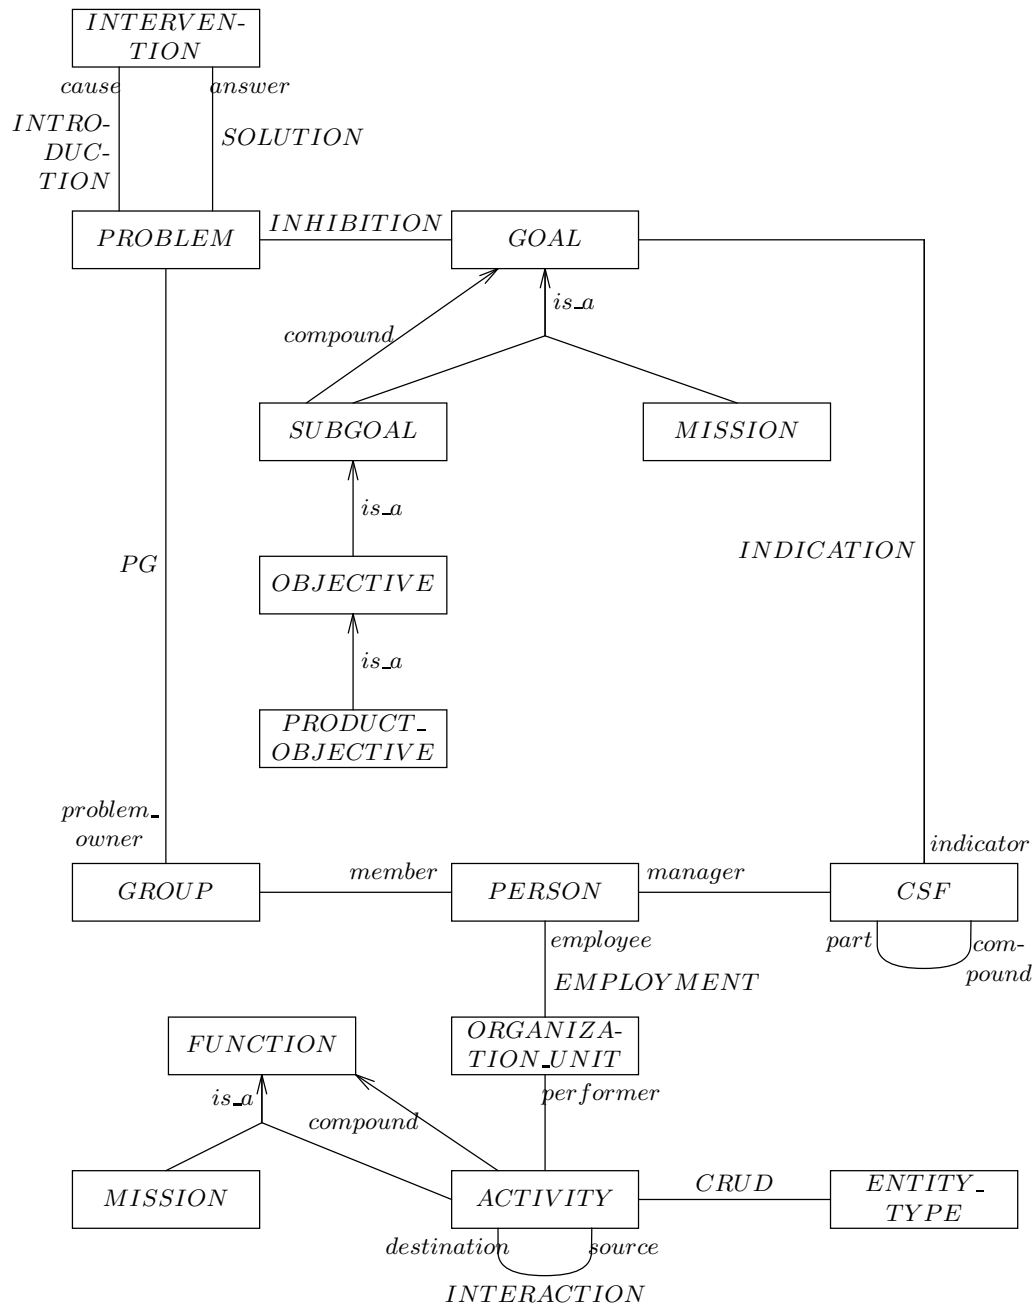 INTERVEN-
TION
cause
answer
INTRO-
DUC-
TION
SOLUTION
PROBLEM
INHIBITION
GOAL
is_a
compound
SUBGOAL
MISSION
is_a
OBJECTIVE
PG
INDICATION
is_a
PRODUCT_
OBJECTIVE
problem_
owner
indicator
GROUP
member
PERSON
manager
CSF
employee
part
com-
pound
EMPLOYMENT
FUNCTION
ORGANIZA-
TION_UNIT
is_a
performer
compound
MISSION
ACTIVITY
CRUD
ENTITY_
TYPE
destination
source
INTERACTION